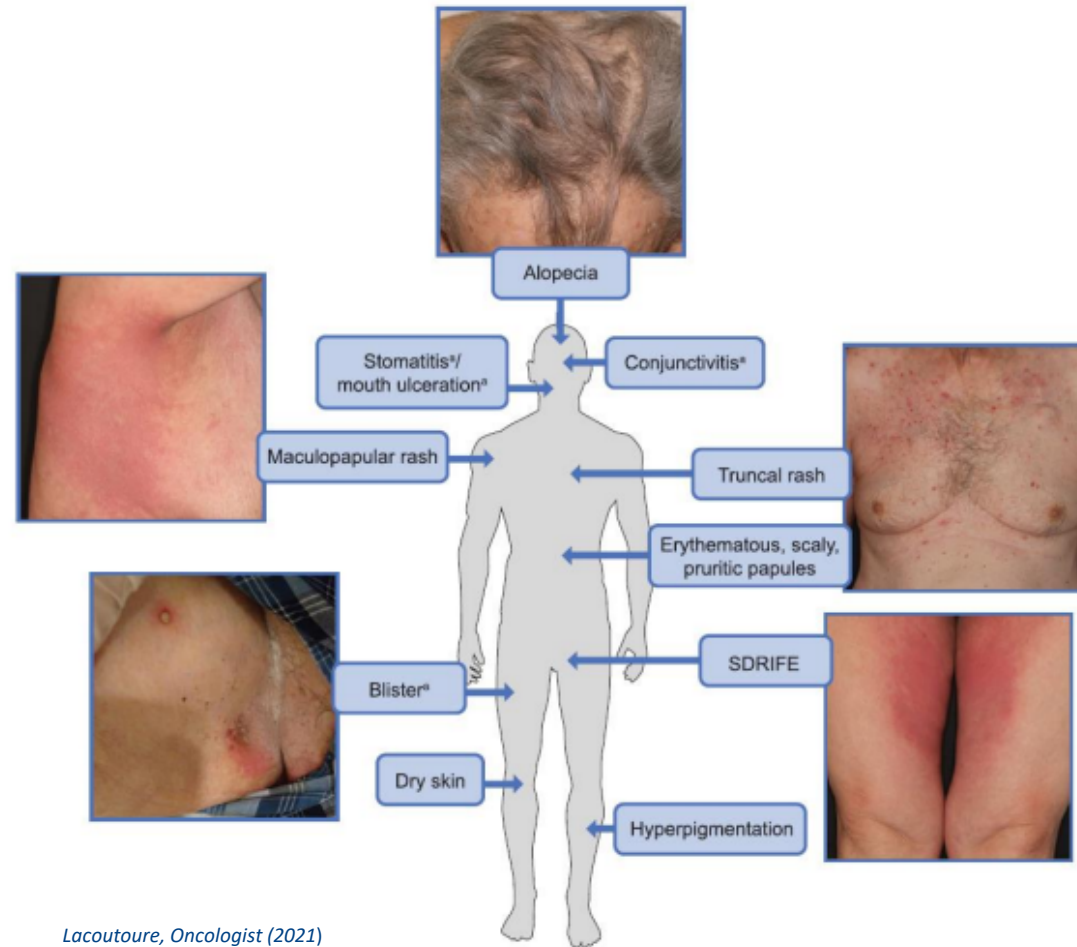 Alopecia
Stomatitisᵃ/
mouth ulcerationᵃ
Conjunctivitisᵃ
Maculopapular rash
Truncal rash
Erythematous, scaly,
pruritic papules
SDRIFE
Blisterᵃ
Dry skin
Hyperpigmentation
Lacoutoure, Oncologist (2021)